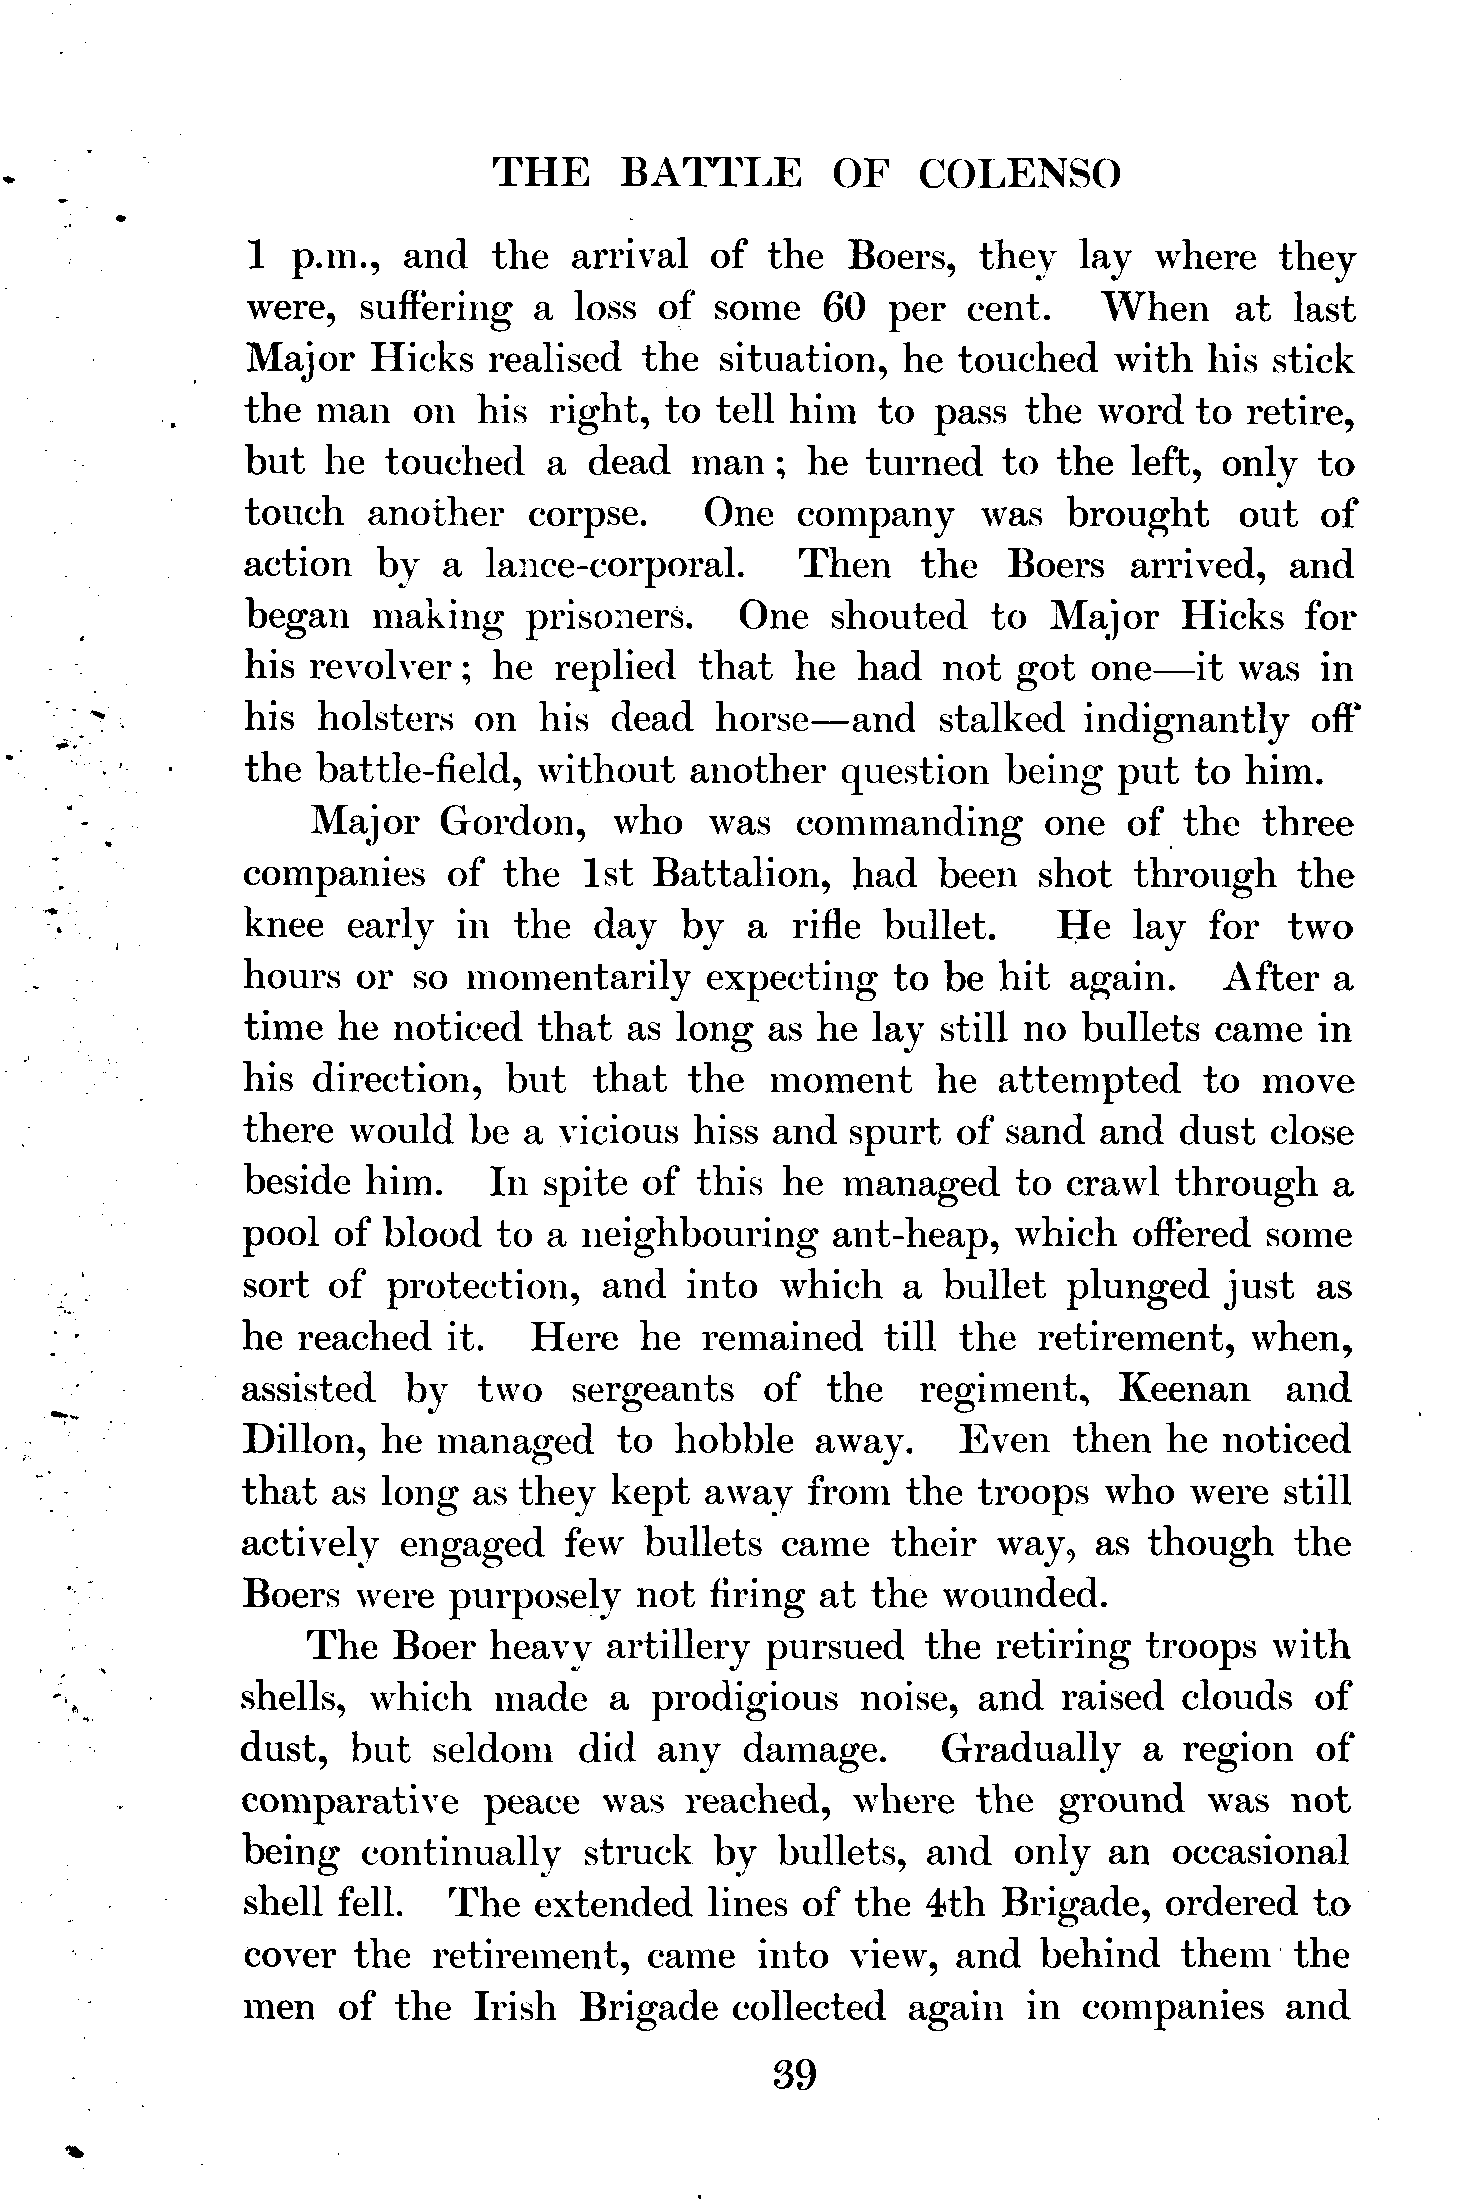 THE BATTLE OF COLENSO
1 p.m., and the arrival of the Boers, they lay where they
were, suffering a loss of some 60 per cent. When at last
Major Hicks realised the situation, he touched with his stick
the man on his right, to tell him to pass the word to retire,
but he touched a dead man ; he turned to the left, only to
touch another corpse. One company was brought out of
action by a lance-corporal. Then the Boers arrived, and
began making prisoners. One shouted to Major Hicks for
his revolver ; he replied that he had not got one—it was in
his holsters on his dead horse—and stalked indignantly off
the battle-field, without another question being put to him.
Major Gordon, who was commanding one of the three
companies of the 1st Battalion, had been shot through the
knee early in the day by a rifle bullet. He lay for two
hours or so momentarily expecting to be hit again. After a
time he noticed that as long as he lay still no bullets came in
his direction, but that the moment he attempted to move
there would be a vicious hiss and spurt of sand and dust close
beside him. In spite of this he managed to crawl through a
pool of blood to a neighbouring ant-heap, which offered some
sort of protection, and into which a bullet plunged just as
he reached it. Here he remained till the retirement, when,
assisted by two sergeants of the regiment, Keenan and
Dillon, he managed to hobble away. Even then he noticed
that as long as they kept away from the troops who were still
actively engaged few bullets came their way, as though the
Boers were purposely not firing at the wounded.
The Boer heavy artillery pursued the retiring troops with
shells, which made a prodigious noise, and raised clouds of
dust, but seldom did any damage. Gradually a region of
comparative peace was reached, where the ground was not
being continually struck by bullets, and only an occasional
shell fell. The extended lines of the 4th Brigade, ordered to
cover the retirement, came into view, and behind them the
men of the Irish Brigade collected again in companies and
39